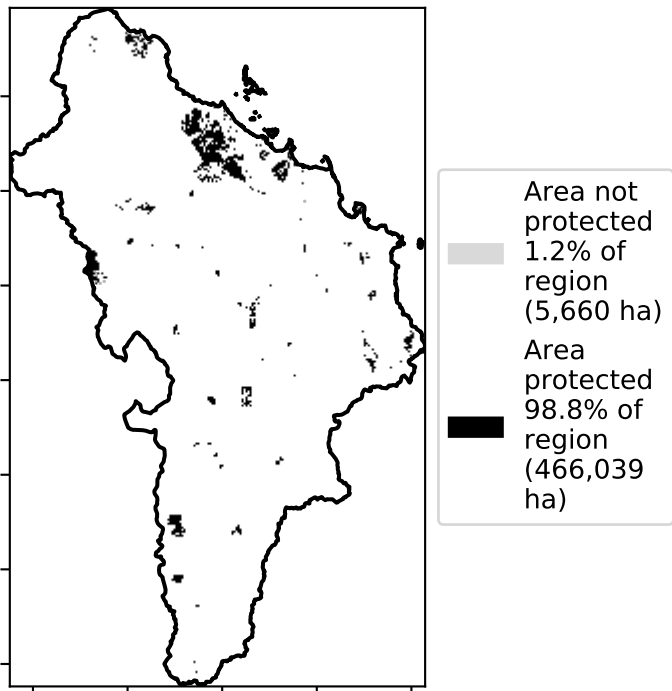 Area not
protected
1.2% of
region
(5,660 ha)
Area
protected
98.8% of
region
(466,039
ha)